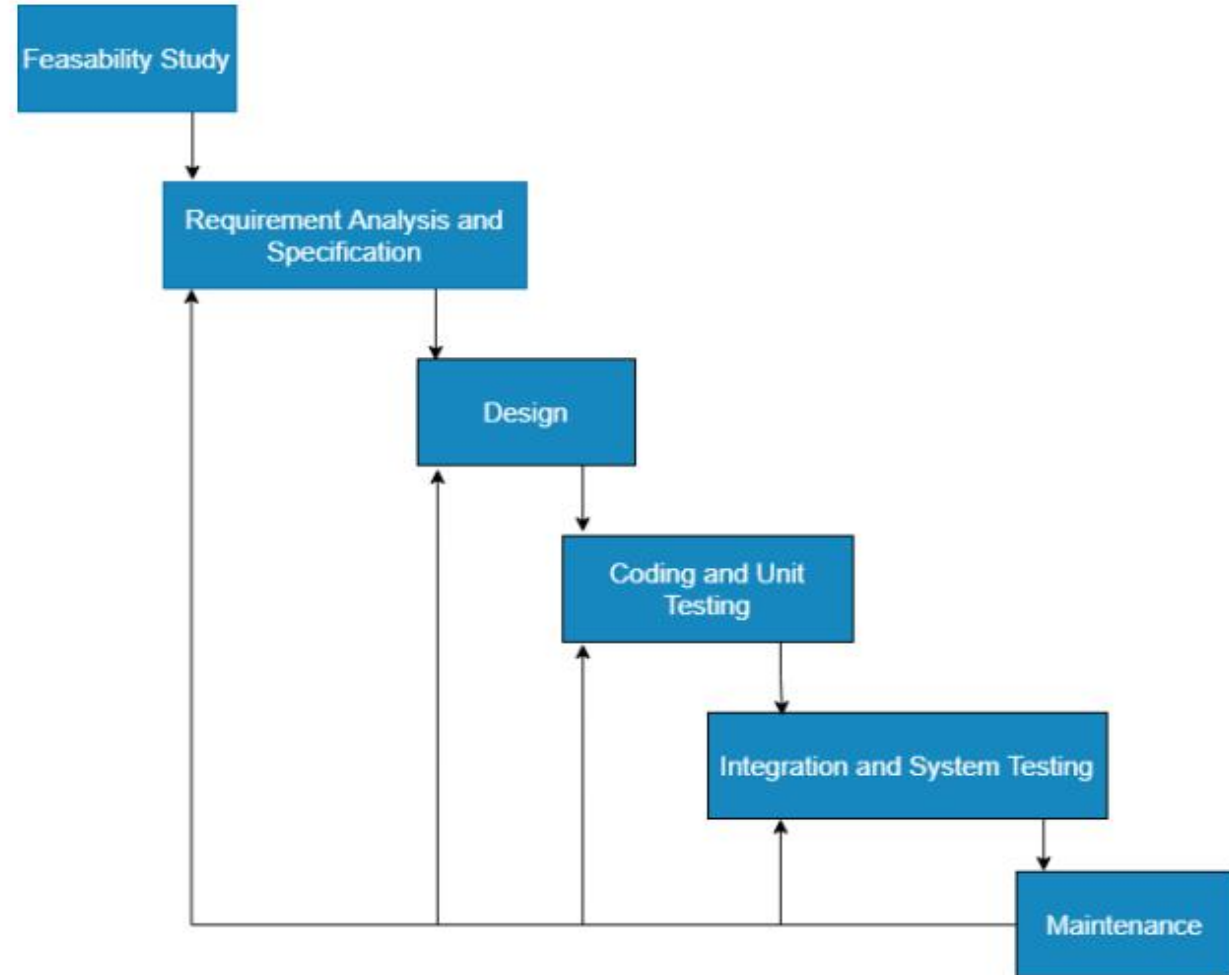 Feasability Study
Requirement Analysis and
Specification
Design
Coding and Unit
Testing
Integration and System Testing
Maintenance